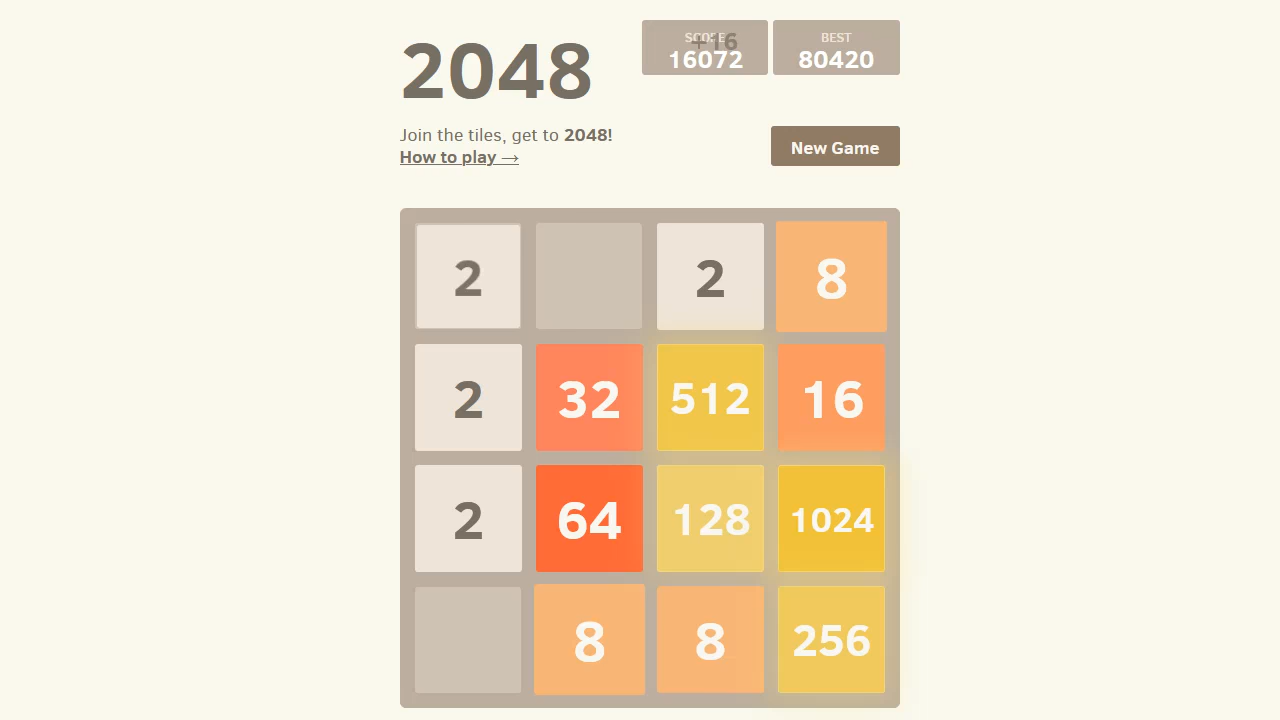 2048
SCORE
+16
16072
BEST
80420
Join the tiles, get to 2048!
How to play →
New Game
2 2 8
2 32 512 16
2 64 128 1024
8 8 256